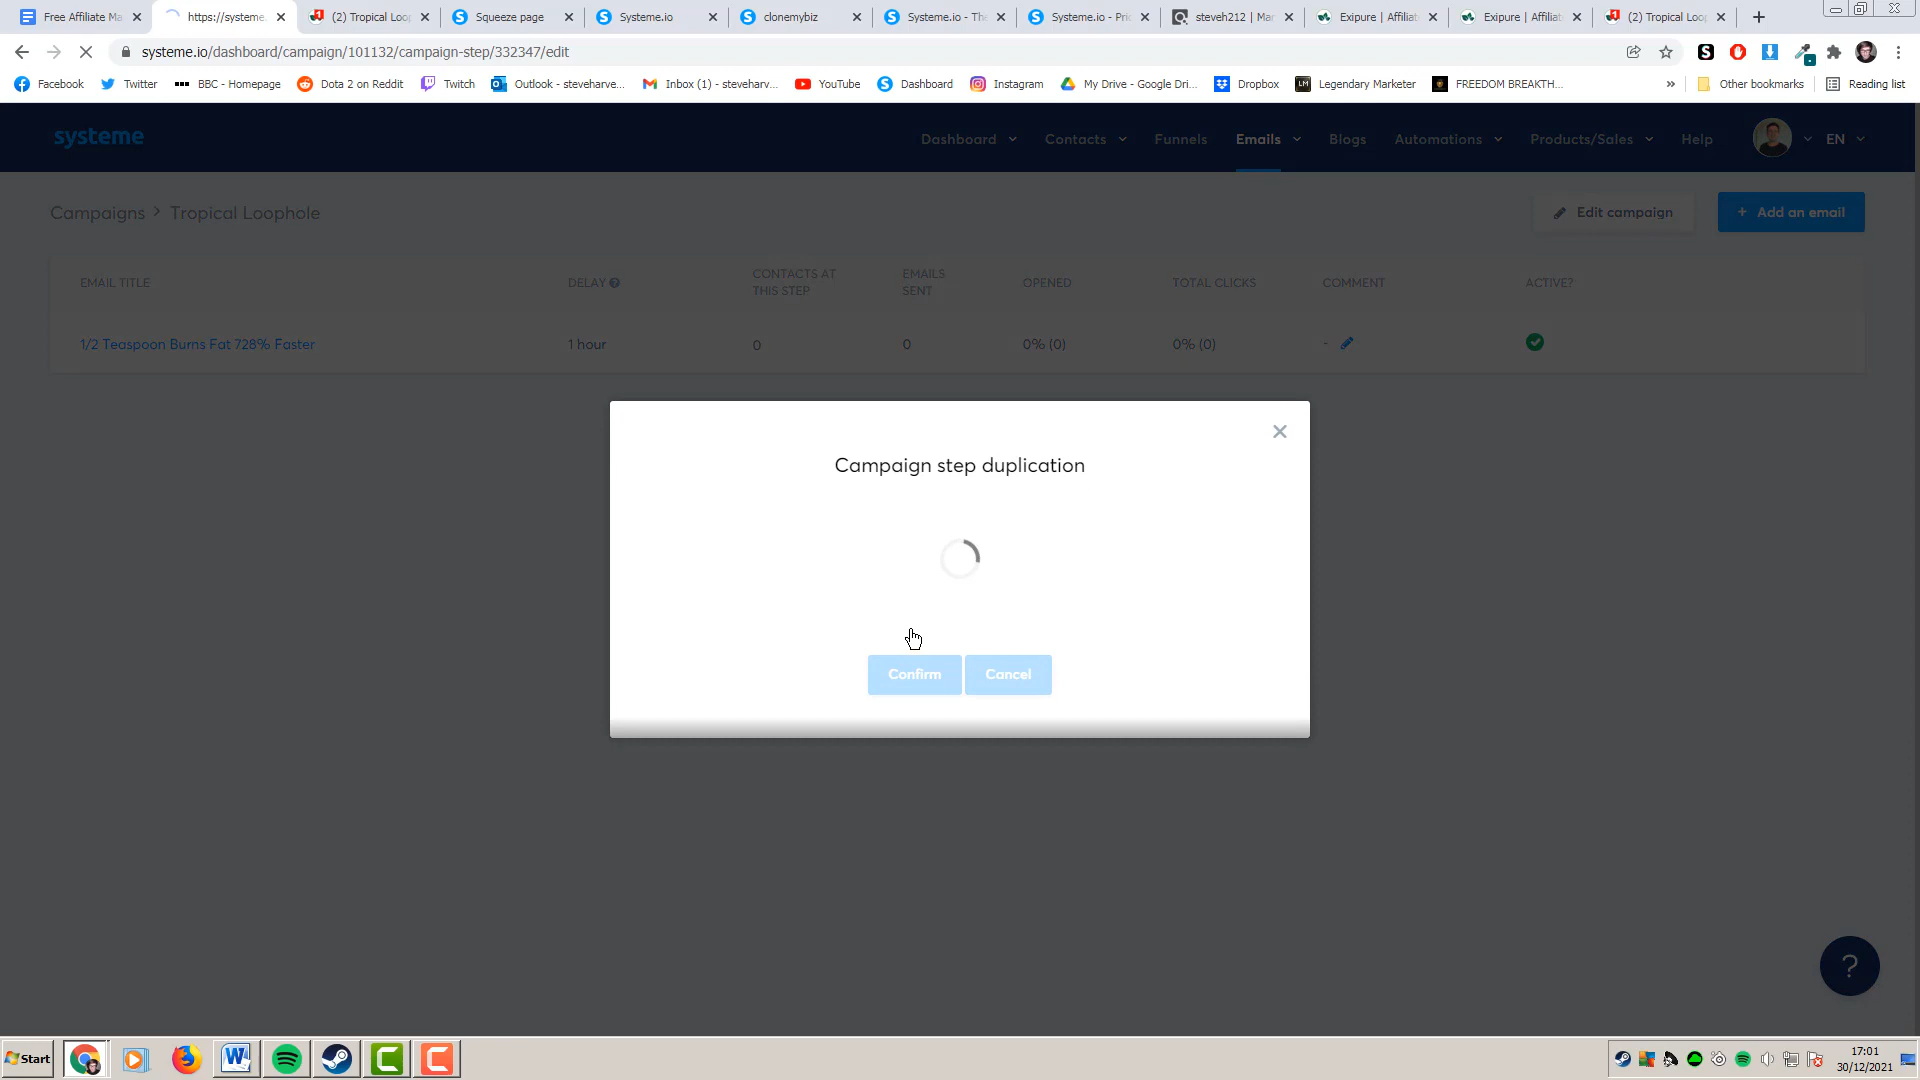 Free Affiliate Ma
https://systeme.
(2) Tropical Loo
Squeeze page
Systeme.io
clonemybiz
Systeme.io - The
Systeme.io - Pric
steveh212 | Mar
Exipure | Affiliat
Exipure | Affiliat
(2) Tropical Loo
systeme.io/dashboard/campaign/101132/campaign-step/332347/edit
Facebook
Twitter
BBC - Homepage
Dota 2 on Reddit
Twitch
Outlook - steveharve...
Inbox (1) - steveharv...
YouTube
Dashboard
Instagram
My Drive - Google Dri...
Dropbox
LM Legendary Marketer
FREEDOM BREAKTH...
»
Other bookmarks
Reading list
systeme
Dashboard
Contacts
Funnels
Emails
Blogs
Automations
Products/Sales
Help
EN
Campaigns > Tropical Loophole
Edit campaign
+ Add an email
EMAIL TITLE
DELAY
CONTACTS AT
THIS STEP
EMAILS
SENT
OPENED
TOTAL CLICKS
COMMENT
ACTIVE?
1/2 Teaspoon Burns Fat 728% Faster
1 hour
0
0
0% (0)
0% (0)
-
Campaign step duplication
Confirm
Cancel
?
Start
17:01
30/12/2021